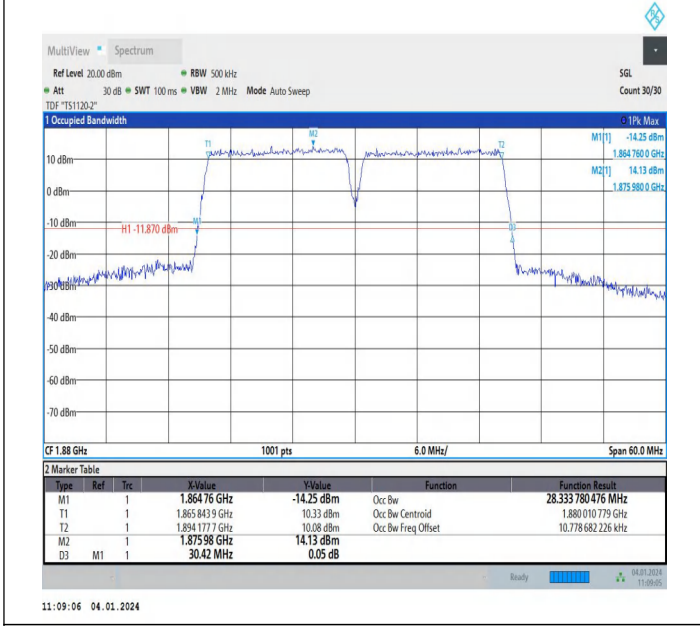 MultiView Spectrum
Ref Level 20.00 dBm RBW 500 kHz SGL
Att 30 dB SWT 100 ms VBW 2 MHz Mode Auto Sweep Count 30/30
TDF "TS1120-2"
1 Occupied Bandwidth 1Pk Max
M1[1] -14.25 dBm
1.864 760 0 GHz
M2[1] 14.13 dBm
1.875 980 0 GHz
M2
T1
T2
10 dBm
0 dBm
-10 dBm
M1
H1 -11.870 dBm
D3
-20 dBm
-30 dBm
-40 dBm
-50 dBm
-60 dBm
-70 dBm
CF 1.88 GHz 1001 pts 6.0 MHz/ Span 60.0 MHz
2 Marker Table
Type Ref Trc X-Value Y-Value Function Function Result
M1 1 1.864 76 GHz -14.25 dBm Occ Bw 28.333 780 476 MHz
T1 1 1.865 843 9 GHz 10.33 dBm Occ Bw Centroid 1.880 010 779 GHz
T2 1 1.894 177 7 GHz 10.08 dBm Occ Bw Freq Offset 10.778 682 226 kHz
M2 1 1.875 98 GHz 14.13 dBm
D3 M1 1 30.42 MHz 0.05 dB
Ready 04.01.2024
11:09:05
11:09:06 04.01.2024